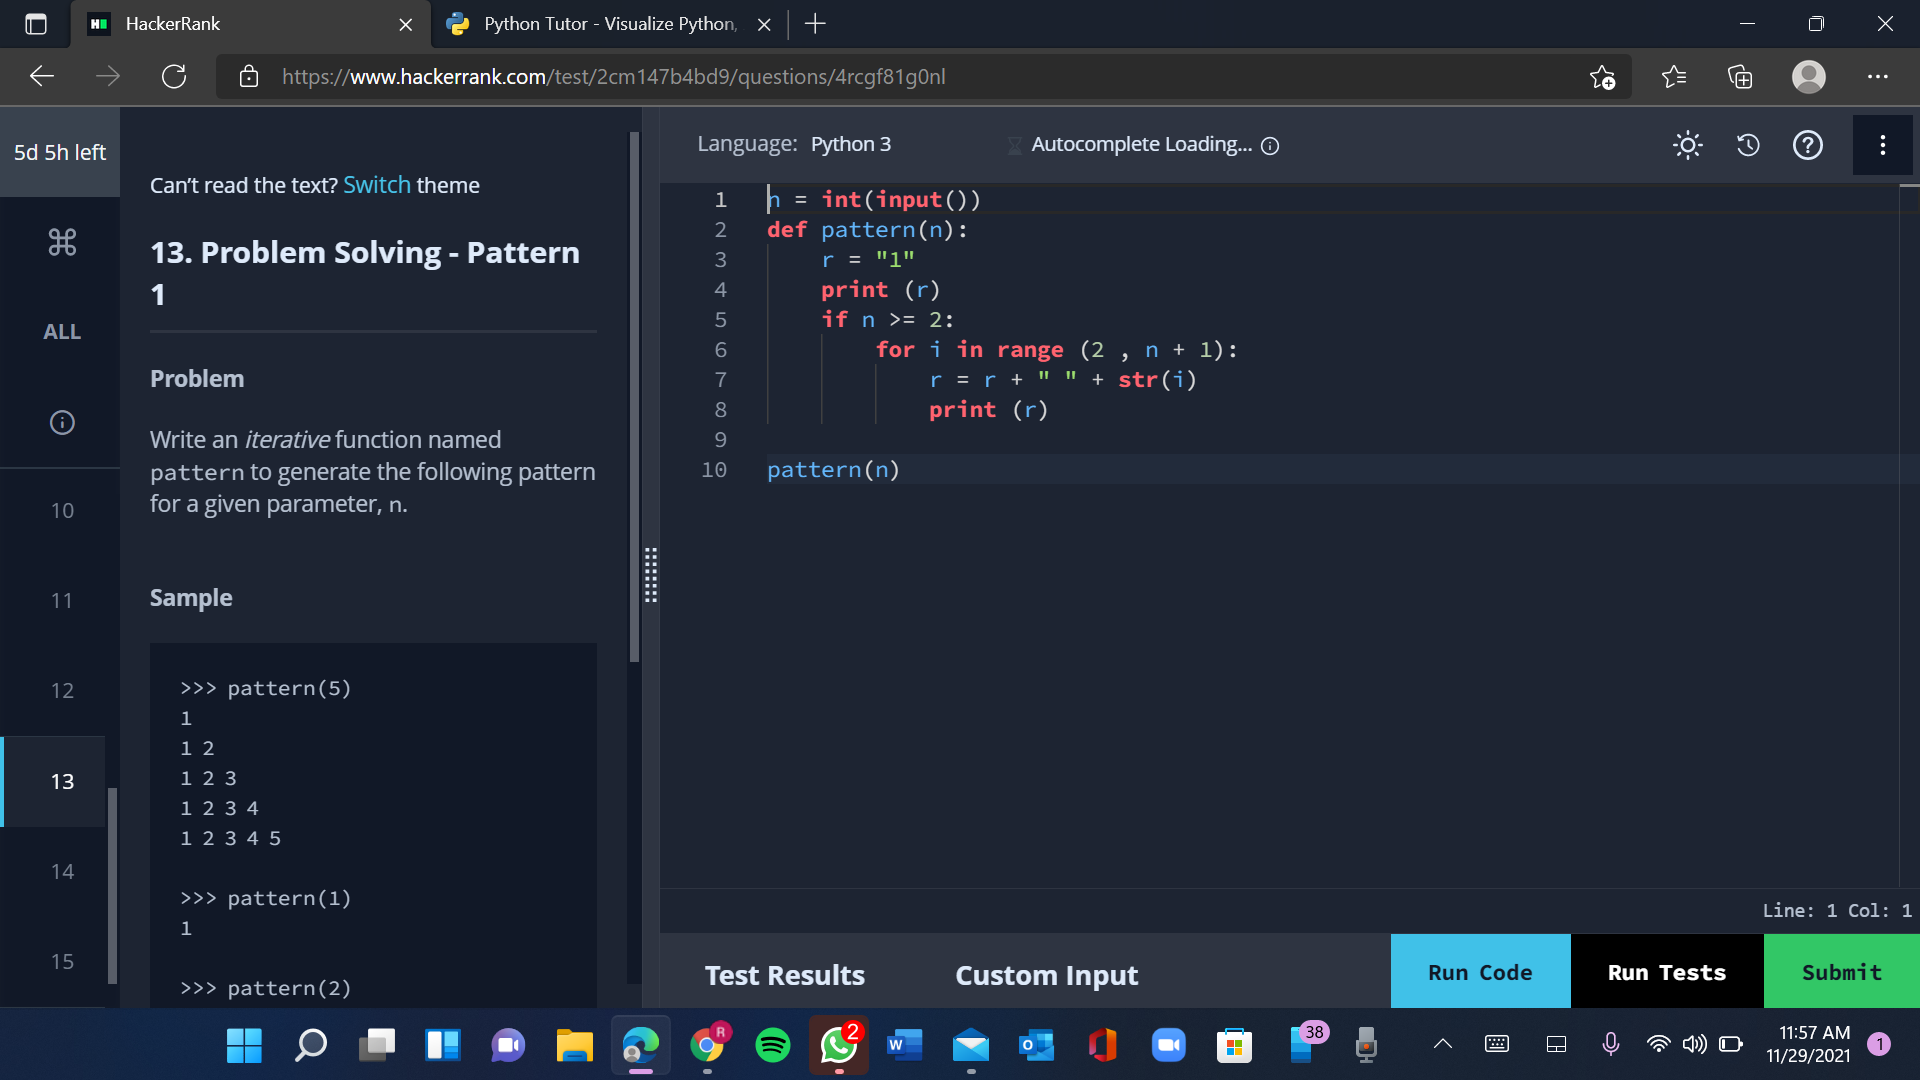 HackerRank
Python Tutor - Visualize Python,
https://www.hackerrank.com/test/2cm147b4bd9/questions/4rcgf81g0nl
5d 5h left
ALL
10
11
12
13
14
15
Can't read the text? Switch theme
13. Problem Solving - Pattern
1
Problem
Write an iterative function named
pattern to generate the following pattern
for a given parameter, n.
Sample
>>> pattern(5)
1
1 2
1 2 3
1 2 3 4
1 2 3 4 5
>>> pattern(1)
1
>>> pattern(2)
Language: Python 3
Autocomplete Loading...
1 n = int(input())
2 def pattern(n):
3 r = "1"
4 print (r)
5 if n >= 2:
6 for i in range (2 , n + 1):
7 r = r + " " + str(i)
8 print (r)
9
10 pattern(n)
Line: 1 Col: 1
Test Results
Custom Input
Run Code
Run Tests
Submit
R
2
38
11:57 AM
11/29/2021
1